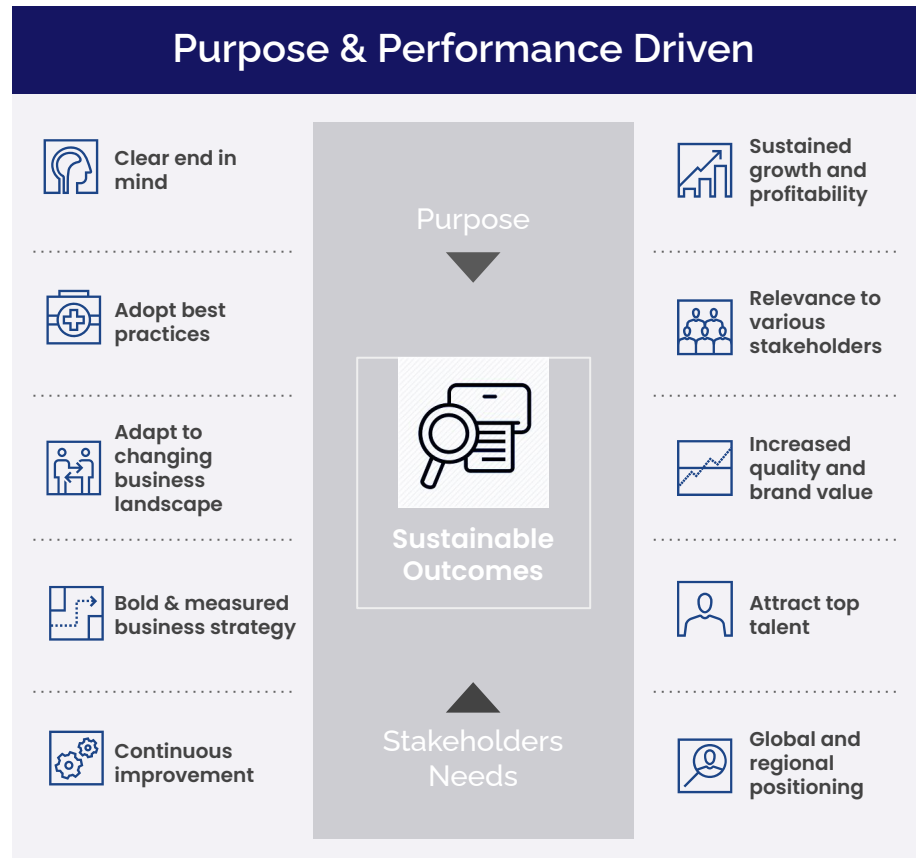 Purpose & Performance Driven
Clear end in
mind
Adopt best
practices
Adapt to
changing
business
landscape
Bold & measured
business strategy
Continuous
improvement
Purpose
Sustainable
Outcomes
Stakeholders
Needs
Sustained
growth and
profitability
Relevance to
various
stakeholders
Increased
quality and
brand value
Attract top
talent
Global and
regional
positioning